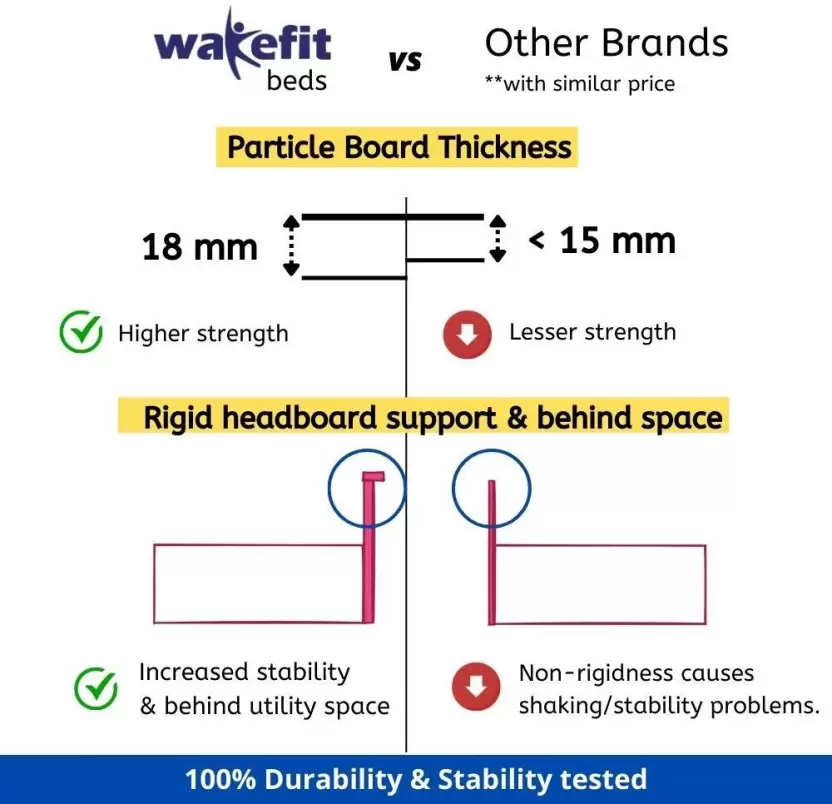 wakefit
beds
vs
Other Brands
**with similar price
Particle Board Thickness
18 mm
< 15 mm
Higher strength
Lesser strength
Rigid headboard support & behind space
Increased stability
& behind utility space
Non-rigidness causes
shaking/stability problems.
100% Durability & Stability tested